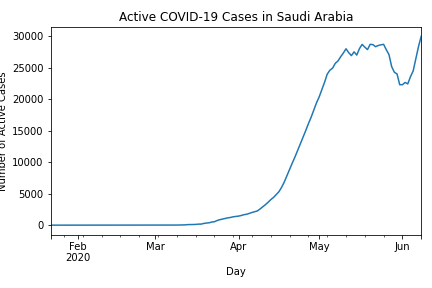 Active COVID-19 Cases in Saudi Arabia
Number of Active Cases
30000
25000
20000
15000
10000
5000
0
Feb
2020
Mar
Apr
May
Jun
Day